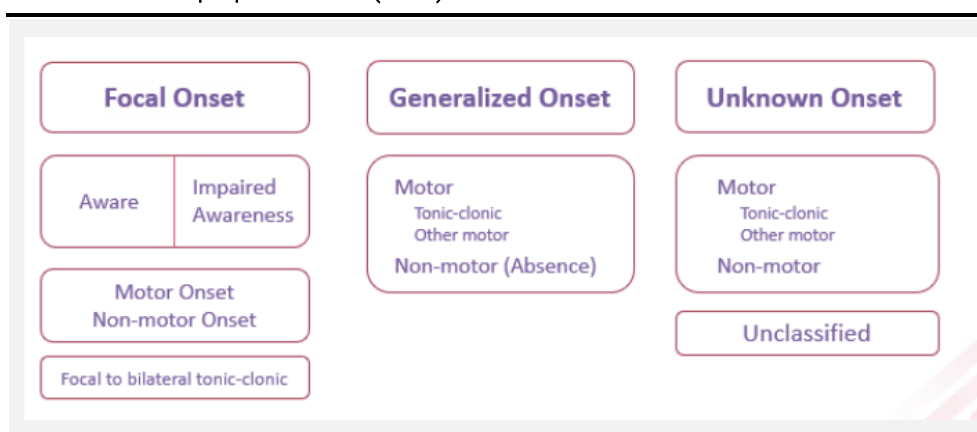 Focal Onset
Aware
Impaired
Awareness
Motor Onset
Non-motor Onset
Focal to bilateral tonic-clonic
Generalized Onset
Motor
Tonic-clonic
Other motor
Non-motor (Absence)
Unknown Onset
Motor
Tonic-clonic
Other motor
Non-motor
Unclassified